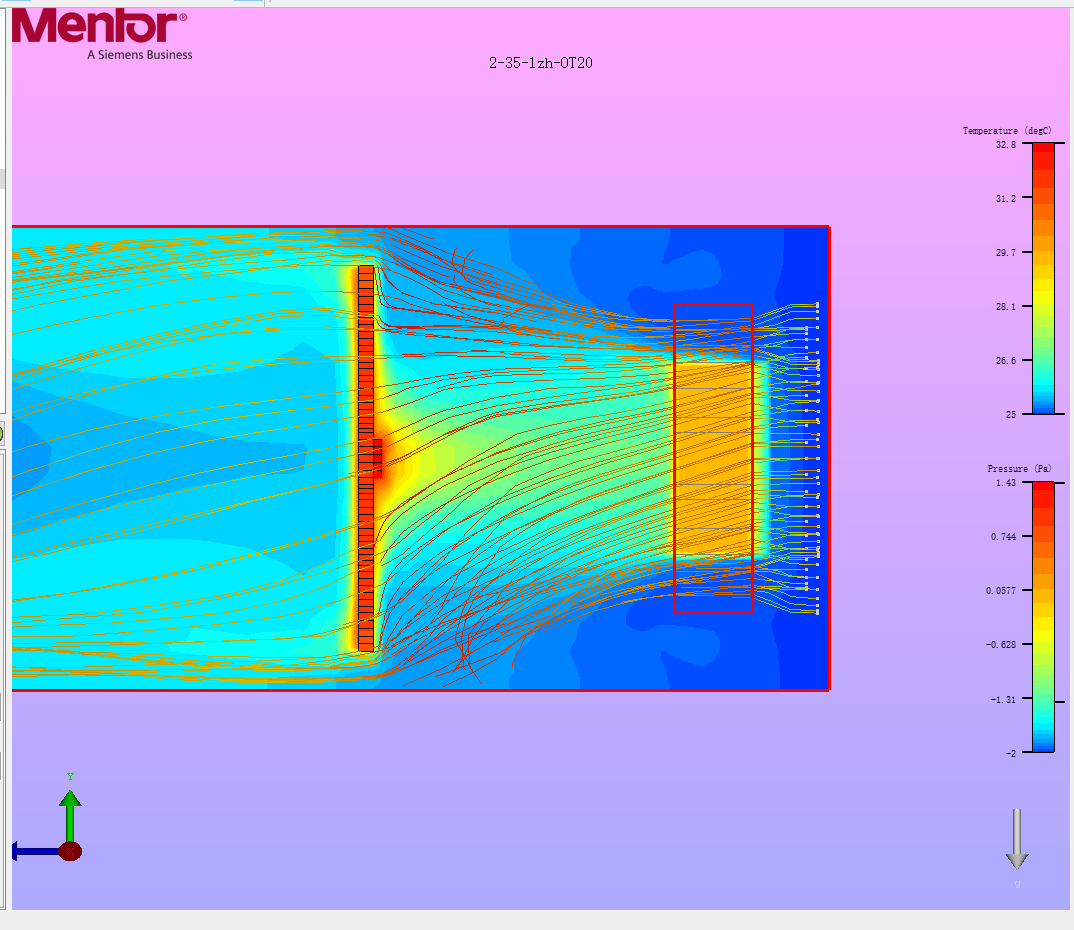 Mentor®
A Siemens Business
2-35-1zh-OT20
Temperature (degC)
32.8
31.2
29.7
28.1
26.6
25
Pressure (Pa)
1.43
0.744
0.0577
-0.628
-1.31
-2
Y
g